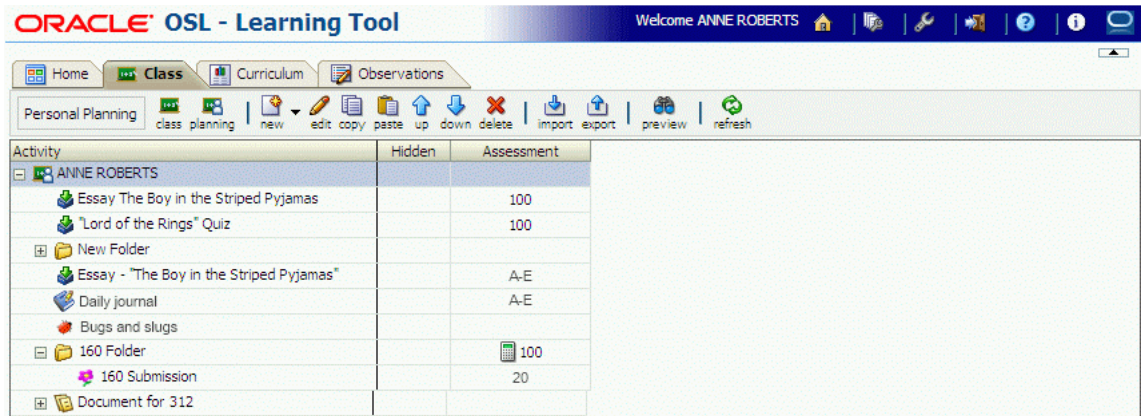 ORACLE' OSL - Learning Tool Welcome ANNE ROBERTS
Home Class Curriculum Observations
Personal Planning class planning new edit copy paste up down delete import export preview refresh
Activity Hidden Assessment
ANNE ROBERTS
Essay The Boy in the Striped Pyjamas 100
"Lord of the Rings" Quiz 100
New Folder
Essay - "The Boy in the Striped Pyjamas" A-E
Daily journal A-E
Bugs and slugs
160 Folder 100
160 Submission 20
Document for 312